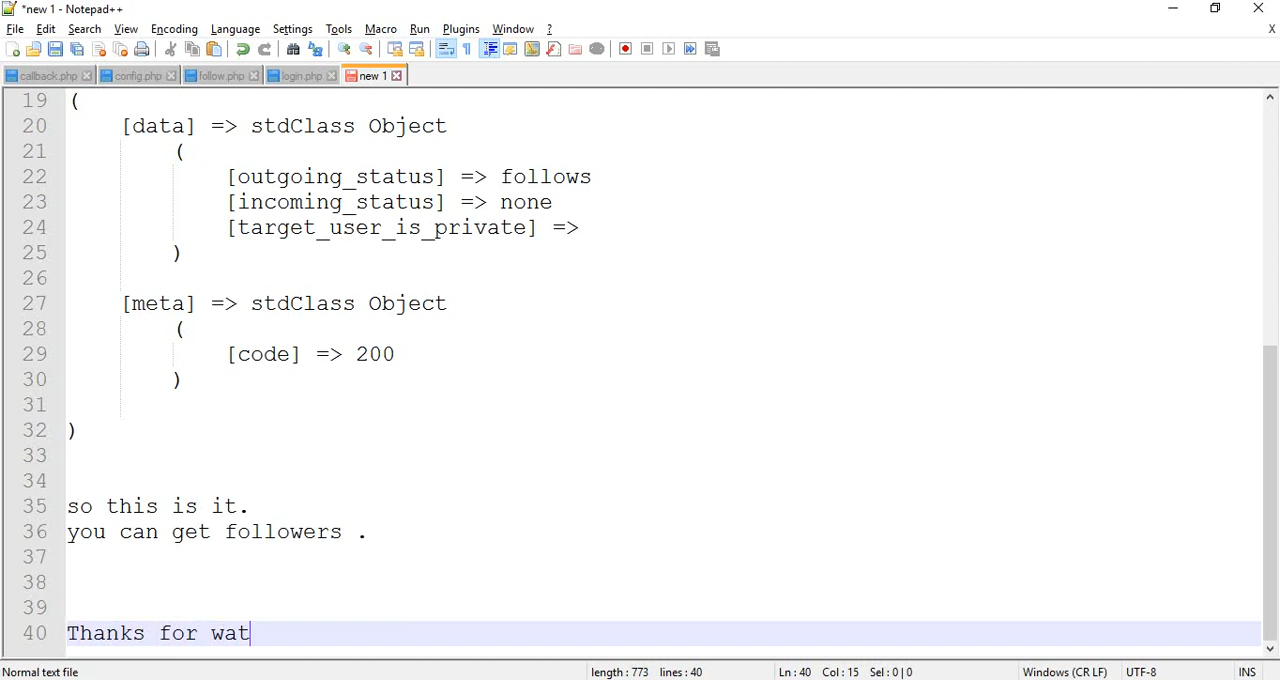 *new 1 - Notepad++
File Edit Search View Encoding Language Settings Tools Macro Run Plugins Window ? X
callback.php config.php follow.php login.php new 1
19 (
20 [data] => stdClass Object
21 (
22 [outgoing_status] => follows
23 [incoming_status] => none
24 [target_user_is_private] =>
25 )
26
27 [meta] => stdClass Object
28 (
29 [code] => 200
30 )
31
32 )
33
34
35 so this is it.
36 you can get followers .
37
38
39
40 Thanks for wat
Normal text file length : 773 lines : 40 Ln : 40 Col : 15 Sel : 0 | 0 Windows (CR LF) UTF-8 INS